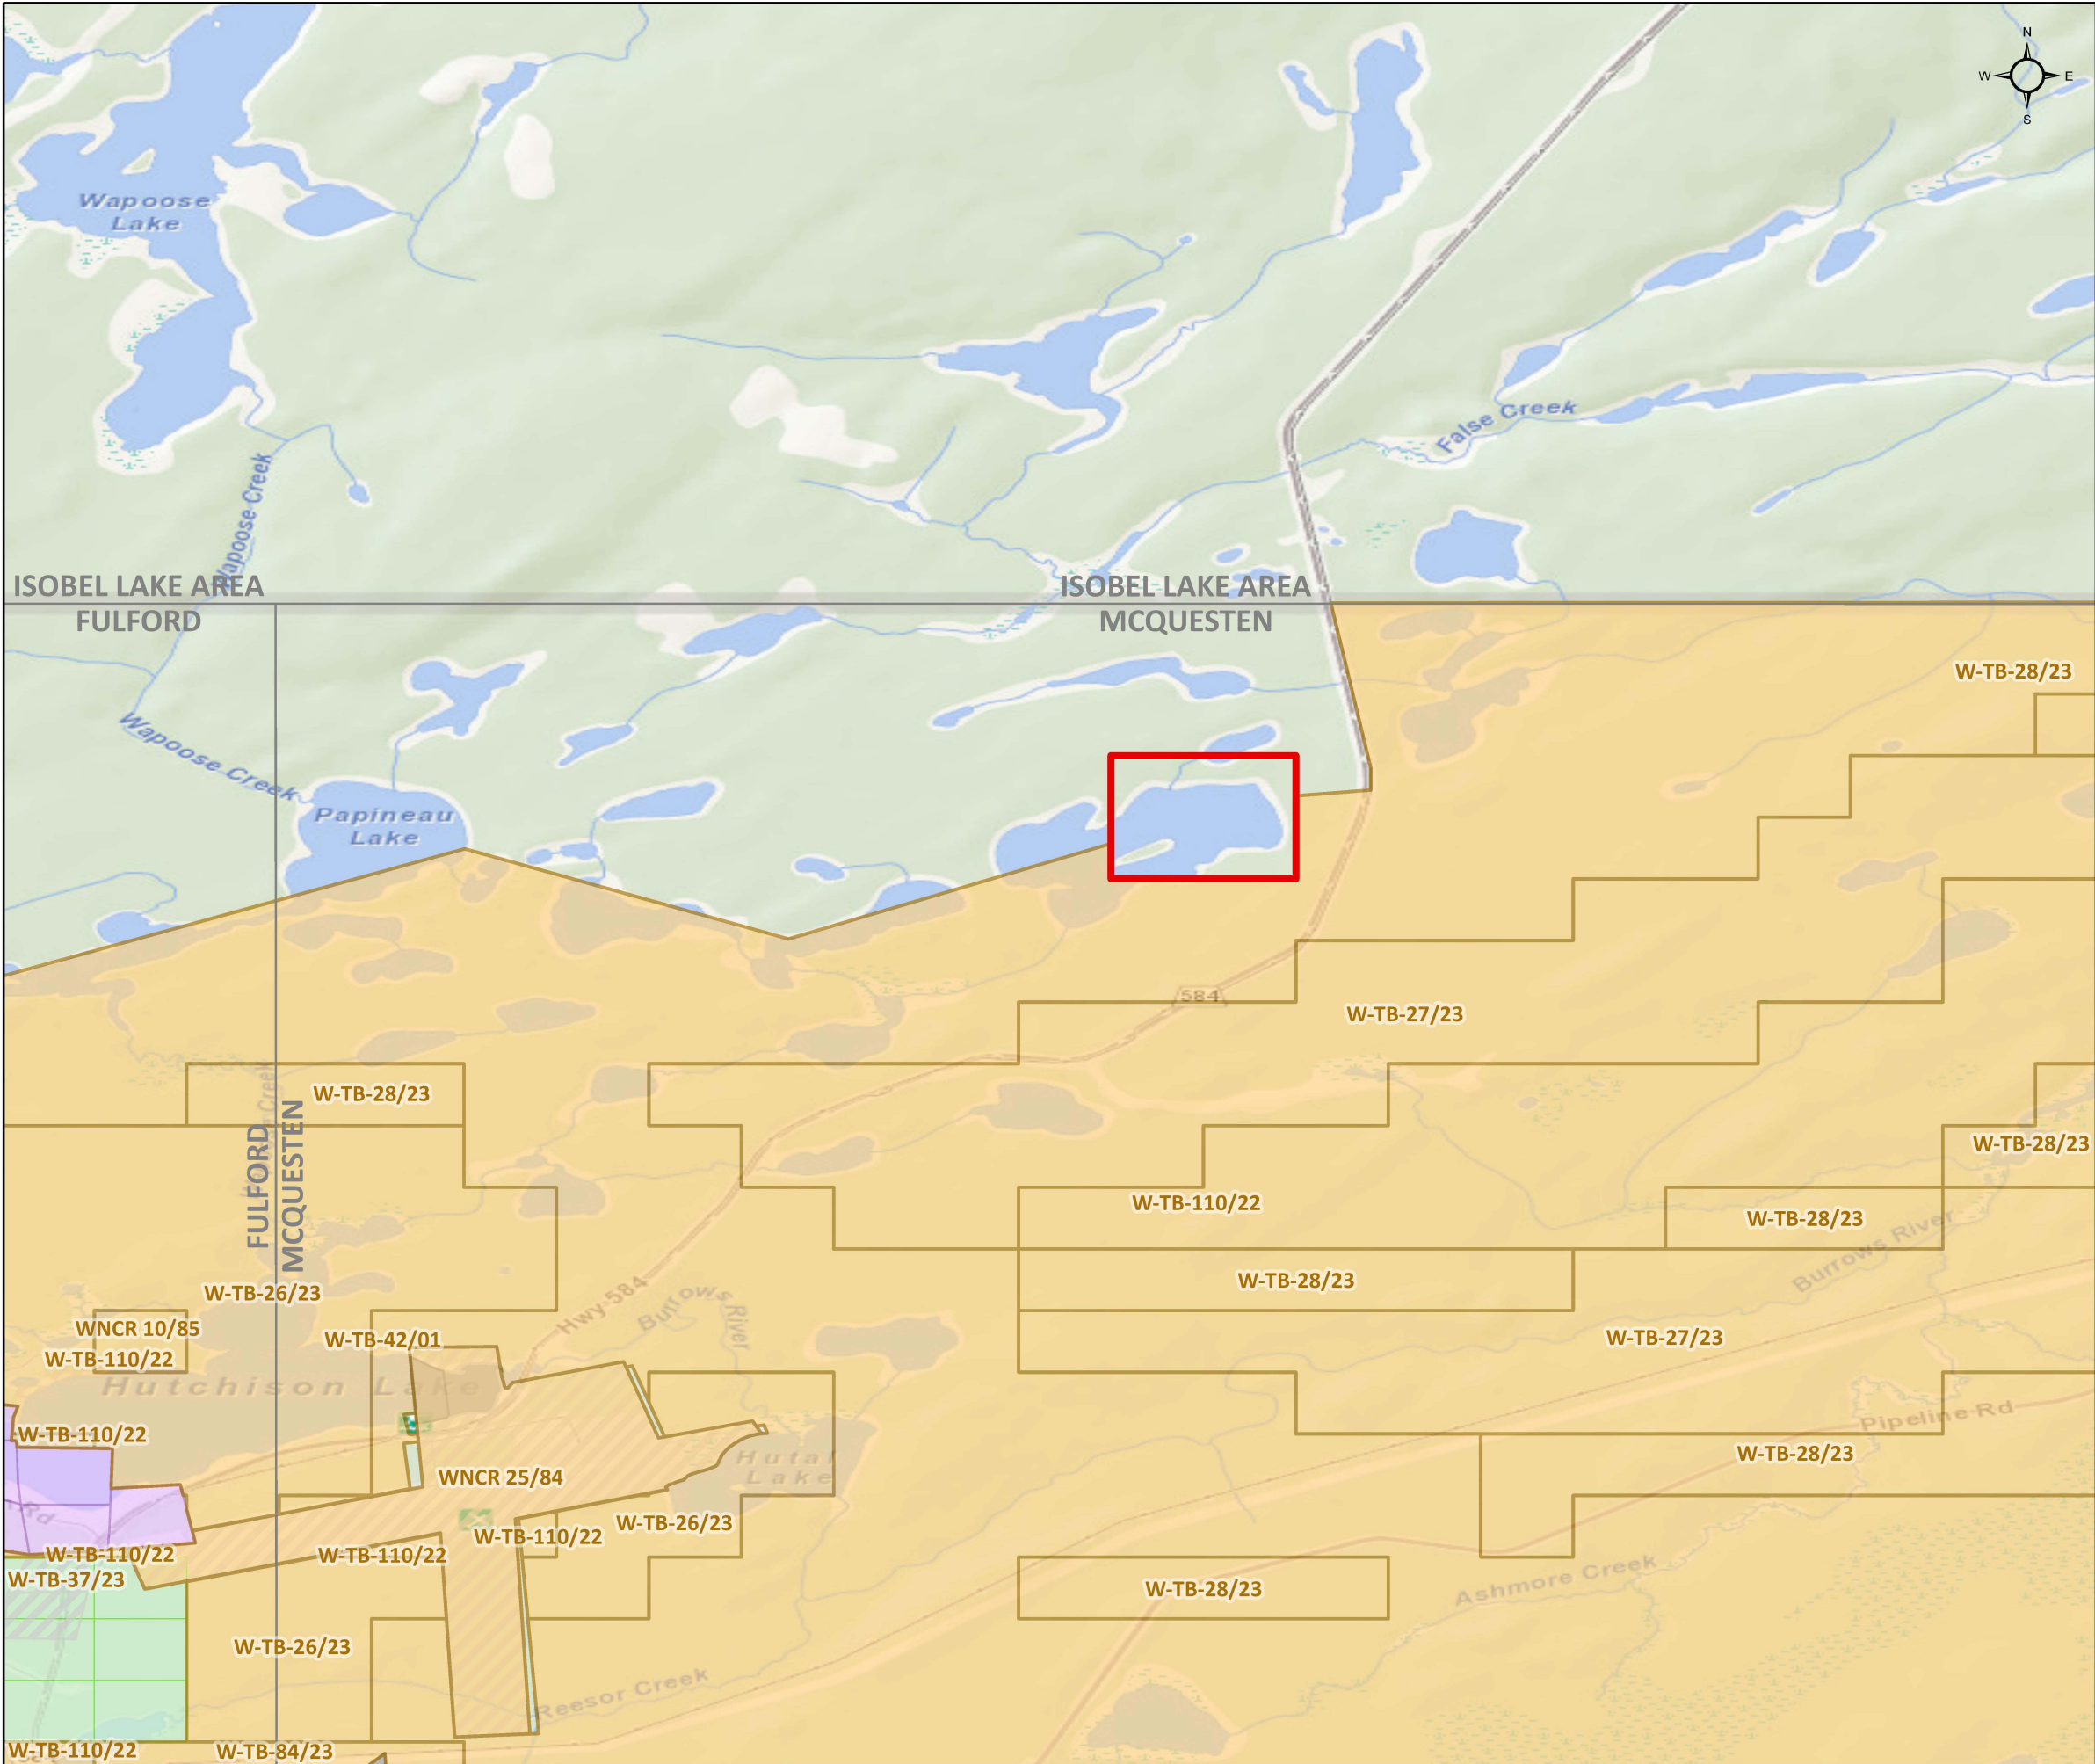 N
W
E
S
Wapoose
Lake
False Creek
Wapoose Creek
ISOBEL LAKE AREA
FULFORD
ISOBEL LAKE AREA
MCQUESTEN
W-TB-28/23
Wapoose Creek
Papineau
Lake
584
W-TB-27/23
W-TB-28/23
FULFORD
MCQUESTEN
W-TB-28/23
W-TB-110/22
W-TB-28/23
Burrows River
W-TB-28/23
W-TB-26/23
Hwy 584
Burrows River
WNCR 10/85
W-TB-42/01
W-TB-27/23
W-TB-110/22
Hutchison Lake
Pipeline Rd
W-TB-110/22
W-TB-28/23
Hutal
Lake
WNCR 25/84
Rd
W-TB-26/23
W-TB-110/22
W-TB-110/22
W-TB-110/22
W-TB-37/23
W-TB-28/23
Ashmore Creek
W-TB-26/23
Reesor Creek
W-TB-110/22
W-TB-84/23